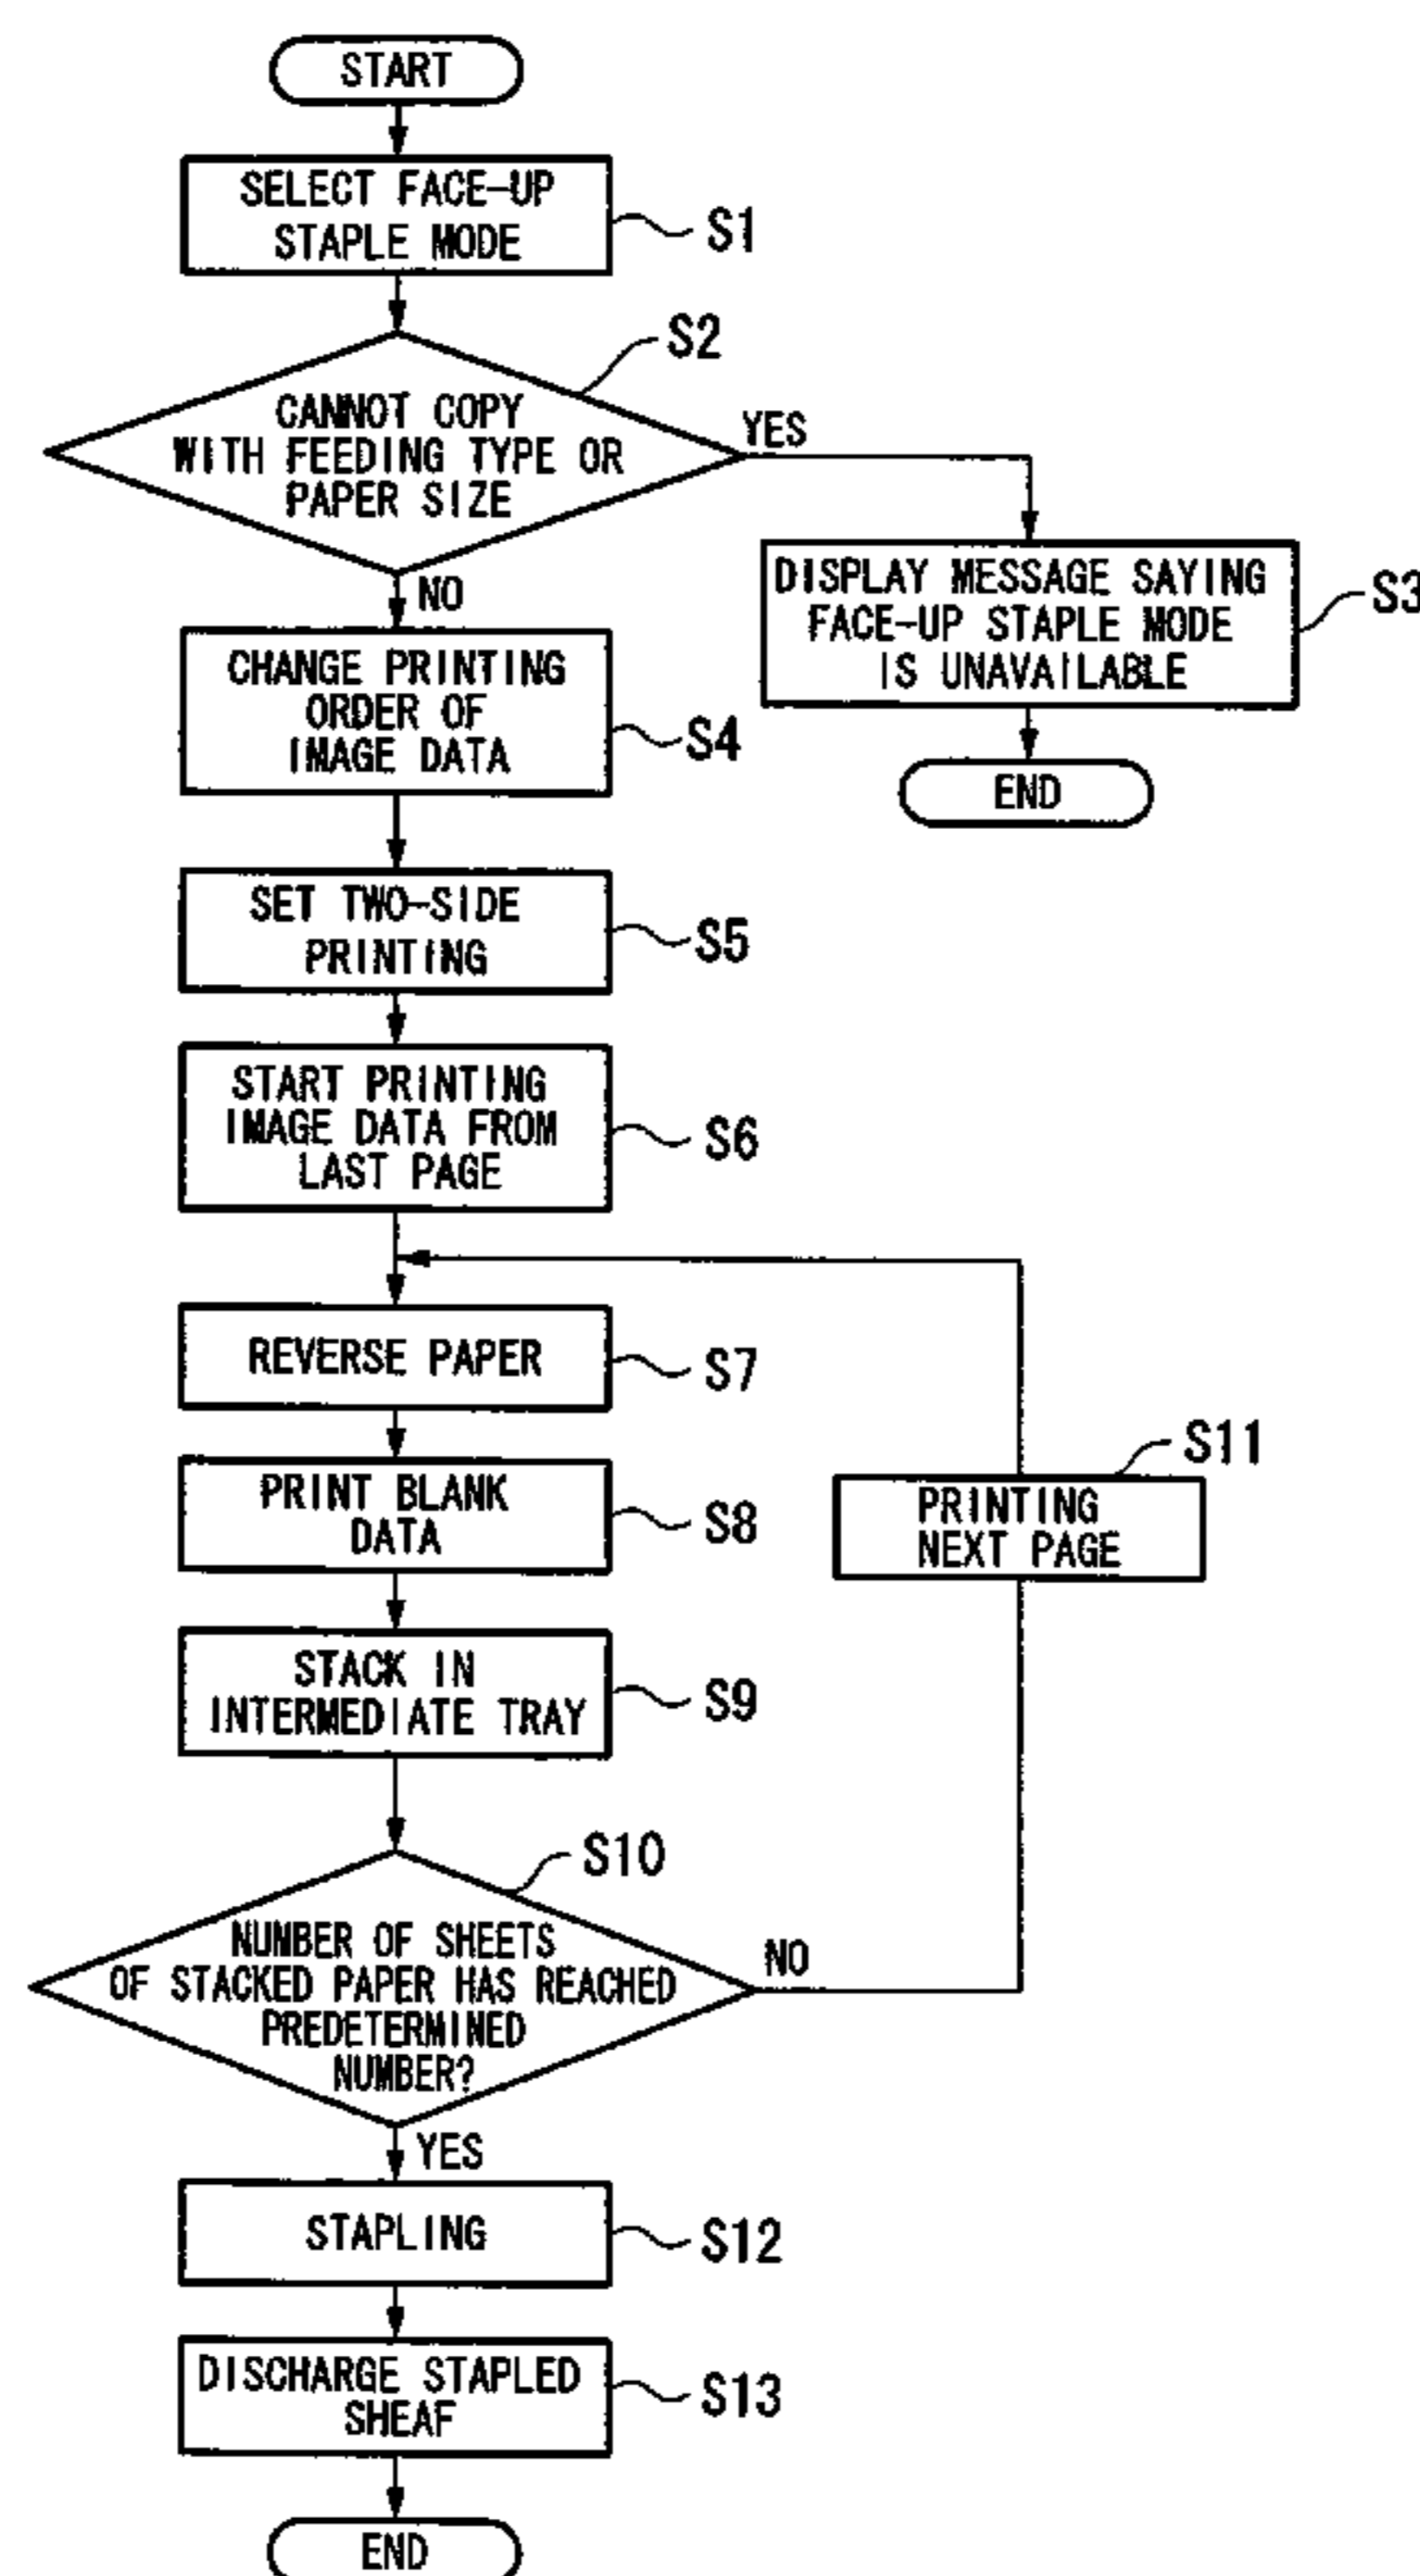 START
SELECT FACE-UP
STAPLE MODE
S1
S2
CANNOT COPY
WITH FEEDING TYPE OR
PAPER SIZE
YES
NO
DISPLAY MESSAGE SAYING
FACE-UP STAPLE MODE
IS UNAVAILABLE
S3
END
CHANGE PRINTING
ORDER OF
IMAGE DATA
S4
SET TWO-SIDE
PRINTING
S5
START PRINTING
IMAGE DATA FROM
LAST PAGE
S6
REVERSE PAPER
S7
PRINT BLANK
DATA
S8
S11
PRINTING
NEXT PAGE
STACK IN
INTERMEDIATE TRAY
S9
S10
NUMBER OF SHEETS
OF STACKED PAPER HAS REACHED
PREDETERMINED
NUMBER?
NO
YES
STAPLING
S12
DISCHARGE STAPLED
SHEAF
S13
END